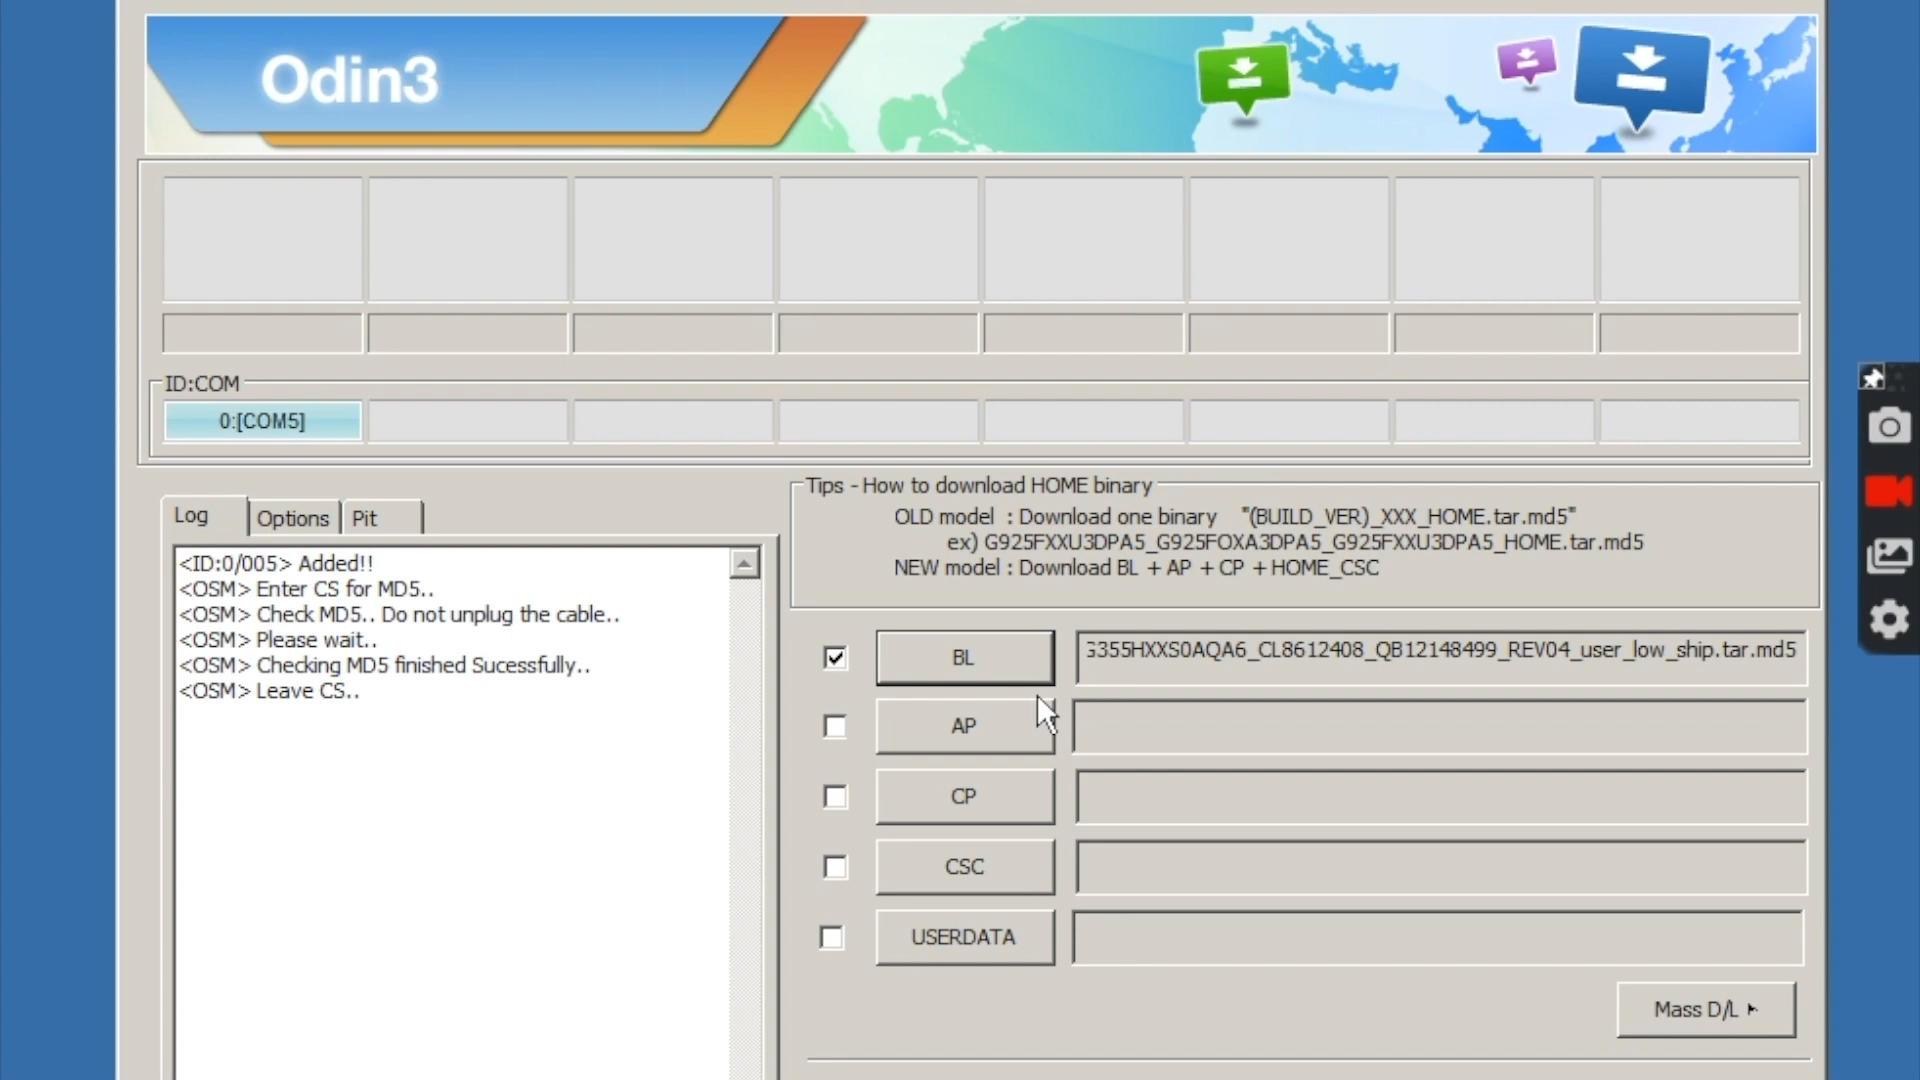 Odin3
ID:COM
0:[COM5]
Log
Options
Pit
<ID:0/005> Added!!
<OSM> Enter CS for MD5..
<OSM> Check MD5.. Do not unplug the cable..
<OSM> Please wait..
<OSM> Checking MD5 finished Sucessfully..
<OSM> Leave CS..
Tips - How to download HOME binary
OLD model : Download one binary "(BUILD_VER)_XXX_HOME.tar.md5"
ex) G925FXXU3DPA5_G925FOXA3DPA5_G925FXXU3DPA5_HOME.tar.md5
NEW model : Download BL + AP + CP + HOME_CSC
BL
G355HXXS0AQA6_CL8612408_QB12148499_REV04_user_low_ship.tar.md5
AP
CP
CSC
USERDATA
Mass D/L